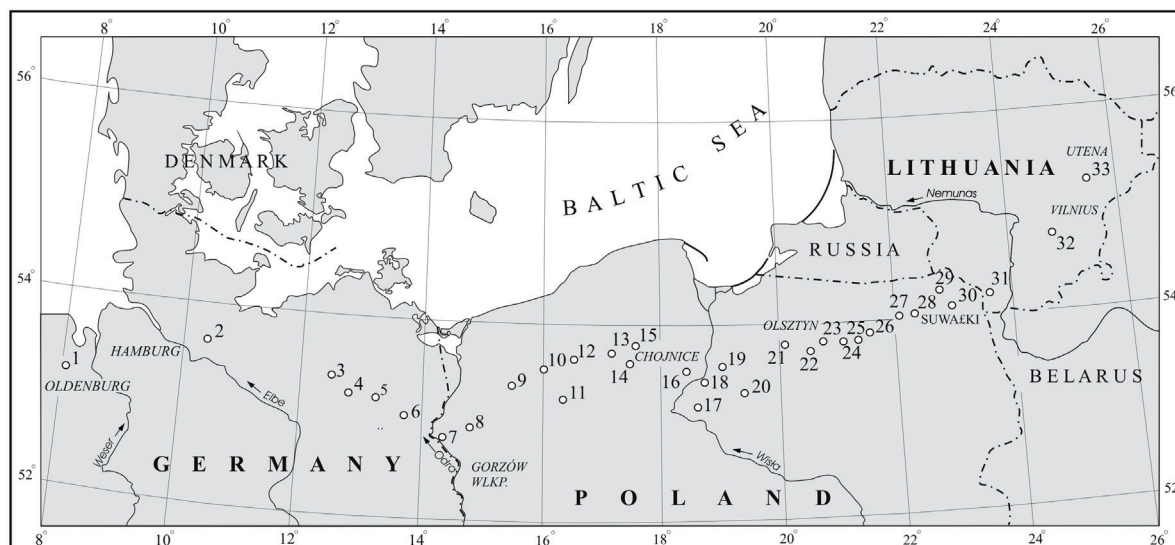 8° 10° 12° 14° 16° 18° 20° 22° 24° 26°
56°
56°
DENMARK
BALTIC SEA
LITHUANIA
UTENA
33
Nemunas
VILNIUS
32
RUSSIA
54°
54°
29
31
30
27
28
SUWA£KI
1
OLDENBURG
2
HAMBURG
Elbe
Weser
3
4
5
6
7
8
9
10
12
11
13
15
14
CHOJNICE
16
18
19
17
20
OLSZTYN
21
22
23
25
24
26
BELARUS
Odra
GORZÓW
WLKP.
Wisła
GERMANY
POLAND
52°
52°
8° 10° 12° 14° 16° 18° 20° 22° 24° 26°